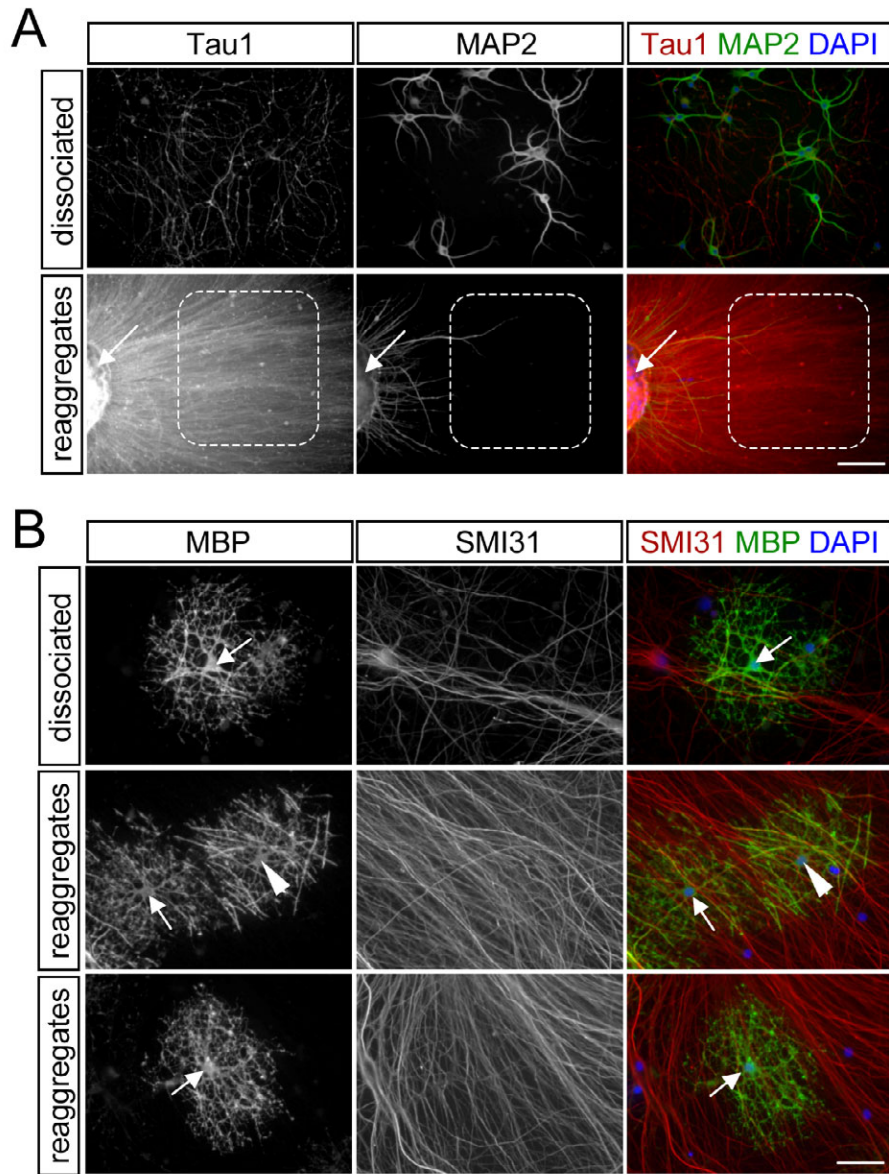 A
Tau1 MAP2 Tau1 MAP2 DAPI
dissociated
reaggregates
B
MBP SMI31 SMI31 MBP DAPI
dissociated
reaggregates
reaggregates